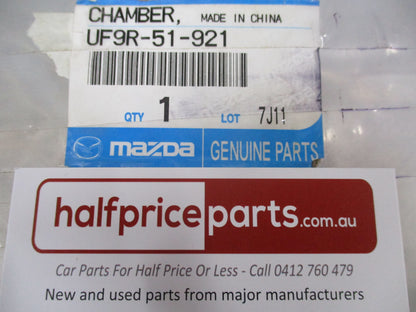 CHAMBER, MADE IN CHINA
UF9R-51-921
QTY 1 LOT 7J11
mazda GENUINE PARTS
halfpriceparts.com.au
Car Parts For Half Price Or Less - Call 0412 760 479
New and used parts from major manufacturers